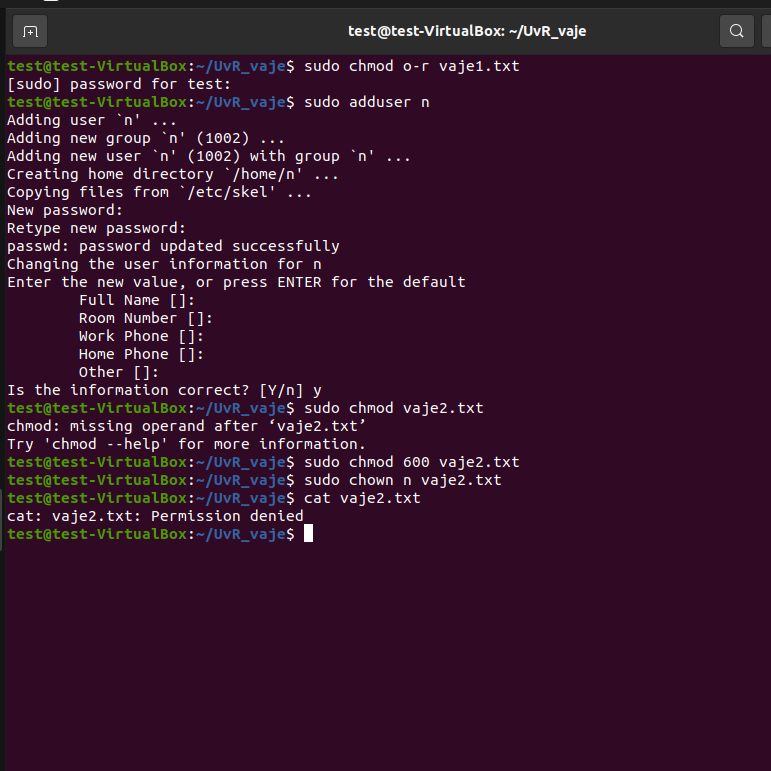 test@test-VirtualBox: ~/UvR_vaje
test@test-VirtualBox:~/UvR_vaje$ sudo chmod o-r vaje1.txt
[sudo] password for test:
test@test-VirtualBox:~/UvR_vaje$ sudo adduser n
Adding user `n' ...
Adding new group `n' (1002) ...
Adding new user `n' (1002) with group `n' ...
Creating home directory `/home/n' ...
Copying files from `/etc/skel' ...
New password:
Retype new password:
passwd: password updated successfully
Changing the user information for n
Enter the new value, or press ENTER for the default
        Full Name []:
        Room Number []:
        Work Phone []:
        Home Phone []:
        Other []:
Is the information correct? [Y/n] y
test@test-VirtualBox:~/UvR_vaje$ sudo chmod vaje2.txt
chmod: missing operand after ‘vaje2.txt’
Try 'chmod --help' for more information.
test@test-VirtualBox:~/UvR_vaje$ sudo chmod 600 vaje2.txt
test@test-VirtualBox:~/UvR_vaje$ sudo chown n vaje2.txt
test@test-VirtualBox:~/UvR_vaje$ cat vaje2.txt
cat: vaje2.txt: Permission denied
test@test-VirtualBox:~/UvR_vaje$